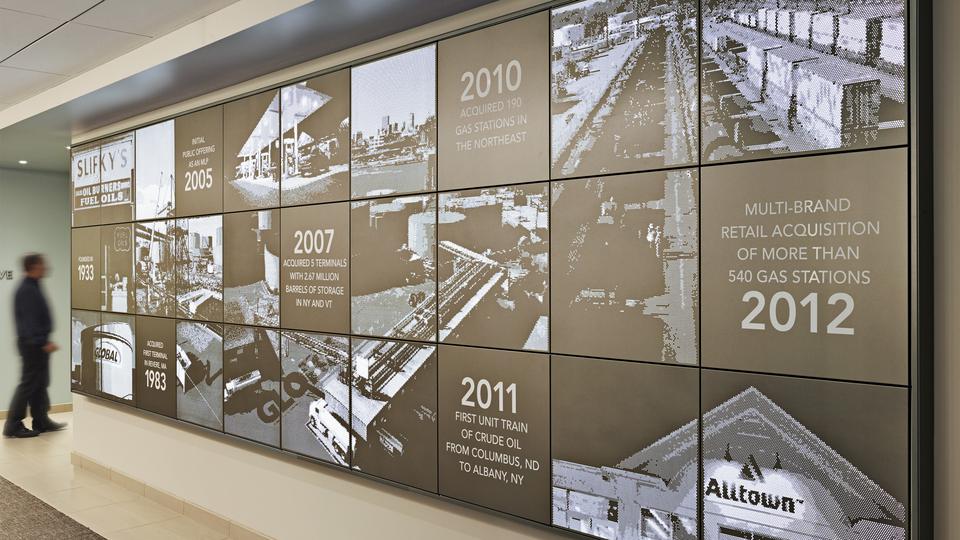 SLIFKY'S
OIL BURNERS
FUEL OILS
INITIAL
PUBLIC OFFERING
AS AN MLP
2005
2010
ACQUIRED 190
GAS STATIONS IN
THE NORTHEAST
FOUNDED IN
1933
2007
ACQUIRED 5 TERMINALS
WITH 2.67 MILLION
BARRELS OF STORAGE
IN NY AND VT
MULTI-BRAND
RETAIL ACQUISITION
OF MORE THAN
540 GAS STATIONS
2012
GLOBAL
ACQUIRED
FIRST TERMINAL
IN REVERE, MA
1983
GLO
2011
FIRST UNIT TRAIN
OF CRUDE OIL
FROM COLUMBUS, ND
TO ALBANY, NY
Alltown
VE